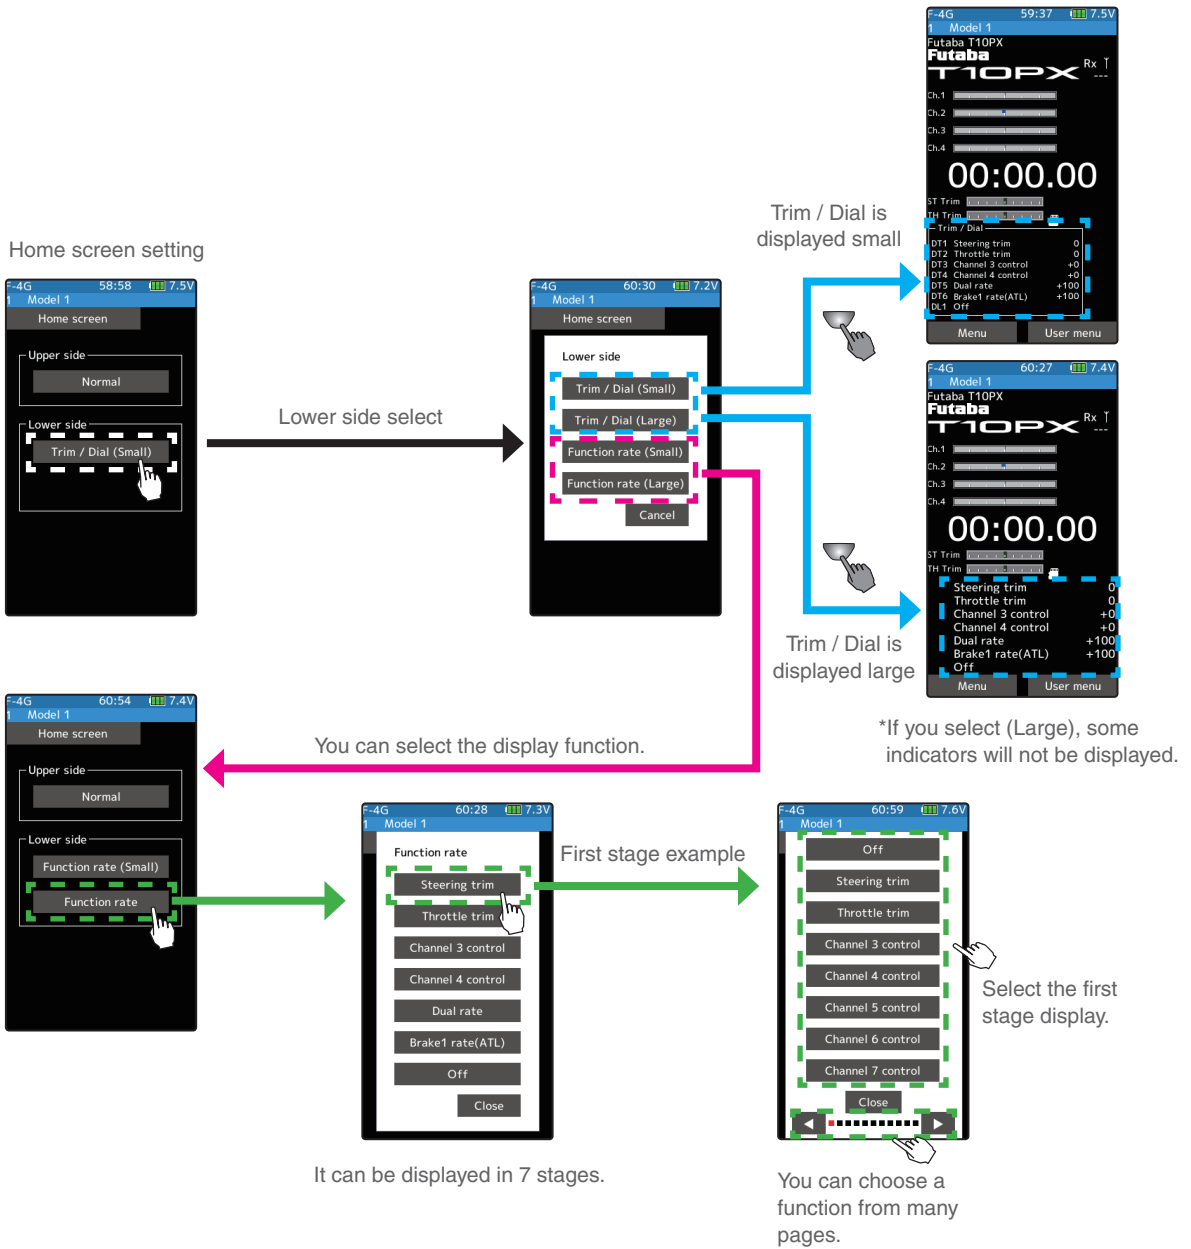 Home screen setting
F-4G 58:58 7.5V
1 Model 1
Home screen
Upper side
Normal
Lower side
Trim / Dial (Small)
Lower side select
F-4G 60:30 7.2V
1 Model 1
Home screen
Lower side
Trim / Dial (Small)
Trim / Dial (Large)
Function rate (Small)
Function rate (Large)
Cancel
Trim / Dial is
displayed small
F-4G 59:37 7.5V
1 Model 1
Futaba T10PX
Futaba
T10PX
Rx
---
Ch.1
Ch.2
Ch.3
Ch.4
00:00.00
ST Trim
TH Trim
Trim / Dial
DT1 Steering trim 0
DT2 Throttle trim 0
DT3 Channel 3 control +0
DT4 Channel 4 control +0
DT5 Dual rate +100
DT6 Brake1 rate(ATL) +100
DL1 Off
Menu User menu
Trim / Dial is
displayed large
F-4G 60:27 7.4V
1 Model 1
Futaba T10PX
Futaba
T10PX
Rx
---
Ch.1
Ch.2
Ch.3
Ch.4
00:00.00
ST Trim
TH Trim
Steering trim 0
Throttle trim 0
Channel 3 control +0
Channel 4 control +0
Dual rate +100
Brake1 rate(ATL) +100
Off
Menu User menu
*If you select (Large), some
indicators will not be displayed.
You can select the display function.
F-4G 60:54 7.4V
1 Model 1
Home screen
Upper side
Normal
Lower side
Function rate (Small)
Function rate
F-4G 60:28 7.3V
1 Model 1
Function rate
Steering trim
Throttle trim
Channel 3 control
Channel 4 control
Dual rate
Brake1 rate(ATL)
Off
Close
It can be displayed in 7 stages.
First stage example
F-4G 60:59 7.6V
1 Model 1
Off
Steering trim
Throttle trim
Channel 3 control
Channel 4 control
Channel 5 control
Channel 6 control
Channel 7 control
Close
Select the first
stage display.
You can choose a
function from many
pages.